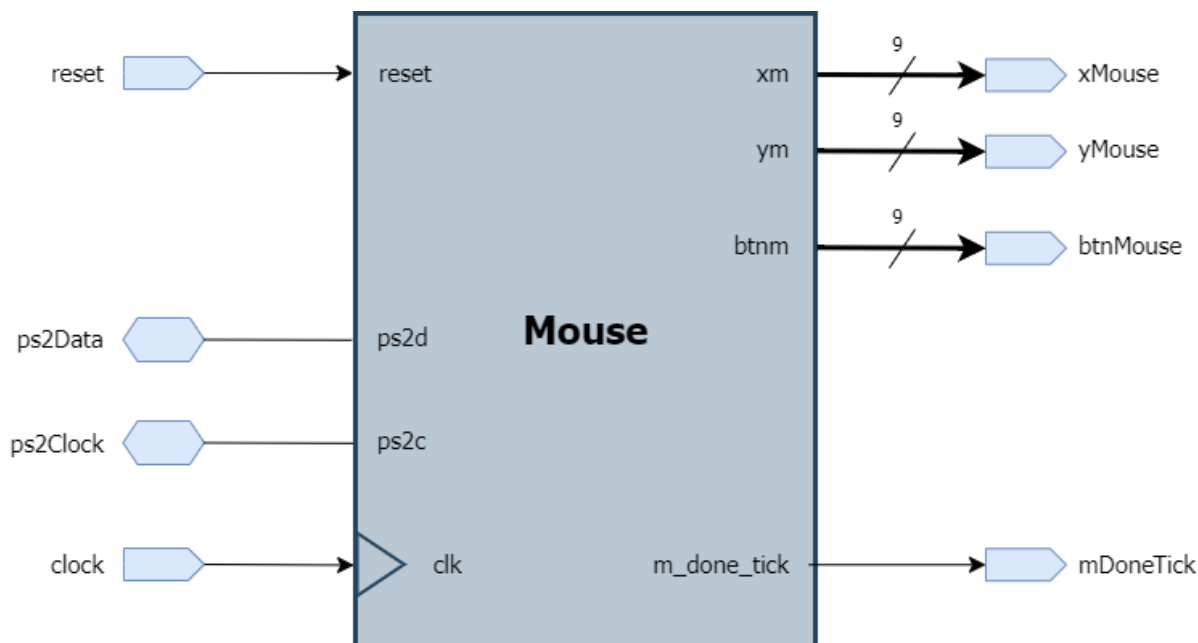 9
reset reset xm xMouse
9
ym yMouse
9
btnm btnMouse
ps2Data ps2d Mouse
ps2Clock ps2c
clock clk m_done_tick mDoneTick